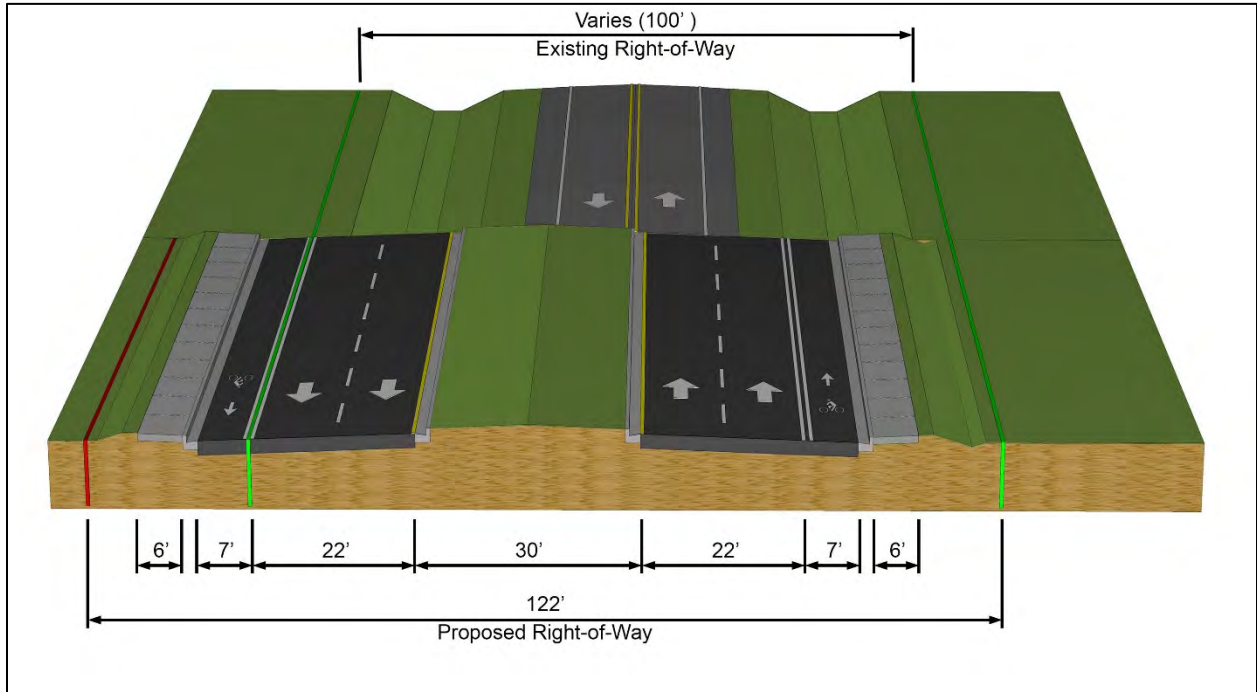 Varies (100’ )
Existing Right-of-Way
6’ 7’ 22’ 30’ 22’ 7’ 6’
122’
Proposed Right-of-Way